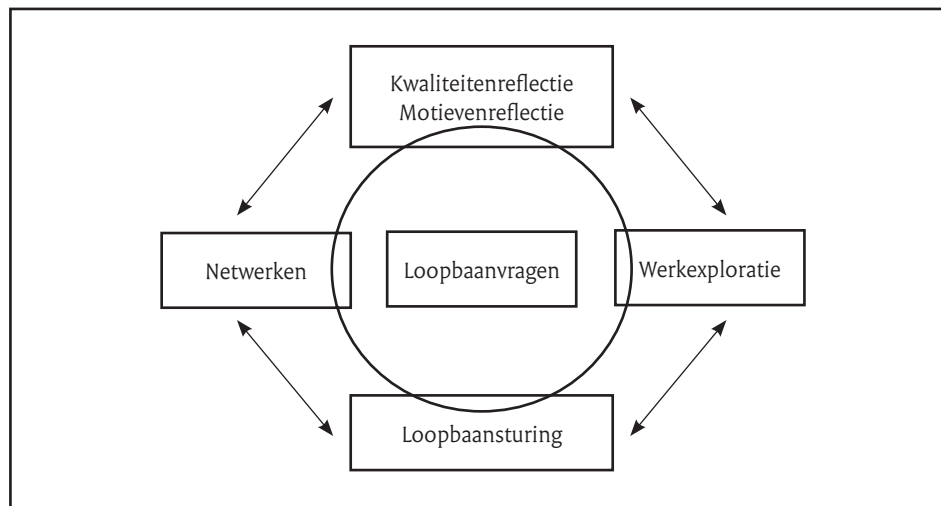 Kwaliteitenreflectie
Motievenreflectie
Netwerken
Loopbaanvragen
Werkexploratie
Loopbaansturing